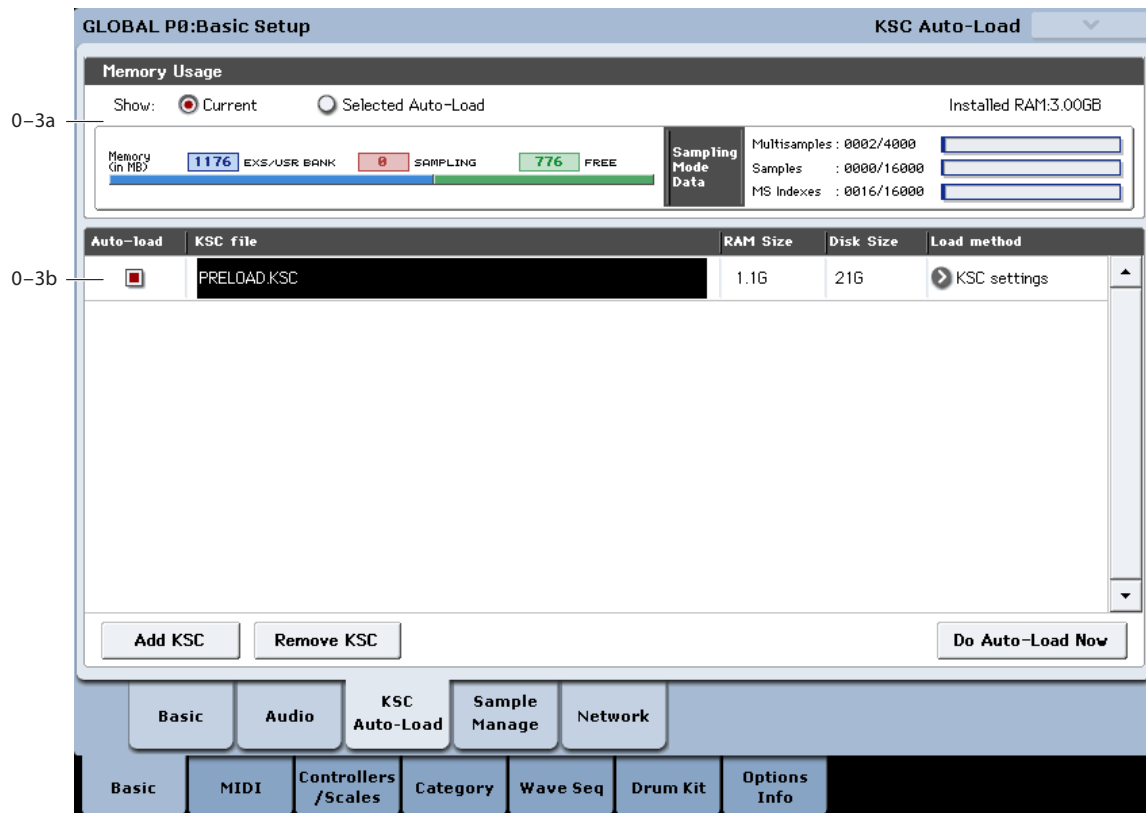 GLOBAL P0:Basic Setup KSC Auto-Load
Memory Usage
0–3a
Show: Current Selected Auto-Load Installed RAM:3.00GB
Memory (in MB) 1176 EXS/USR BANK 0 SAMPLING 776 FREE
Sampling Mode Data
Multisamples : 0002/4000
Samples : 0000/16000
MS Indexes : 0016/16000
Auto-load KSC file RAM Size Disk Size Load method
0–3b
PRELOAD.KSC 1.1G 21G KSC settings
Add KSC Remove KSC Do Auto-Load Now
Basic Audio KSC Auto-Load Sample Manage Network
Basic MIDI Controllers /Scales Category Wave Seq Drum Kit Options Info